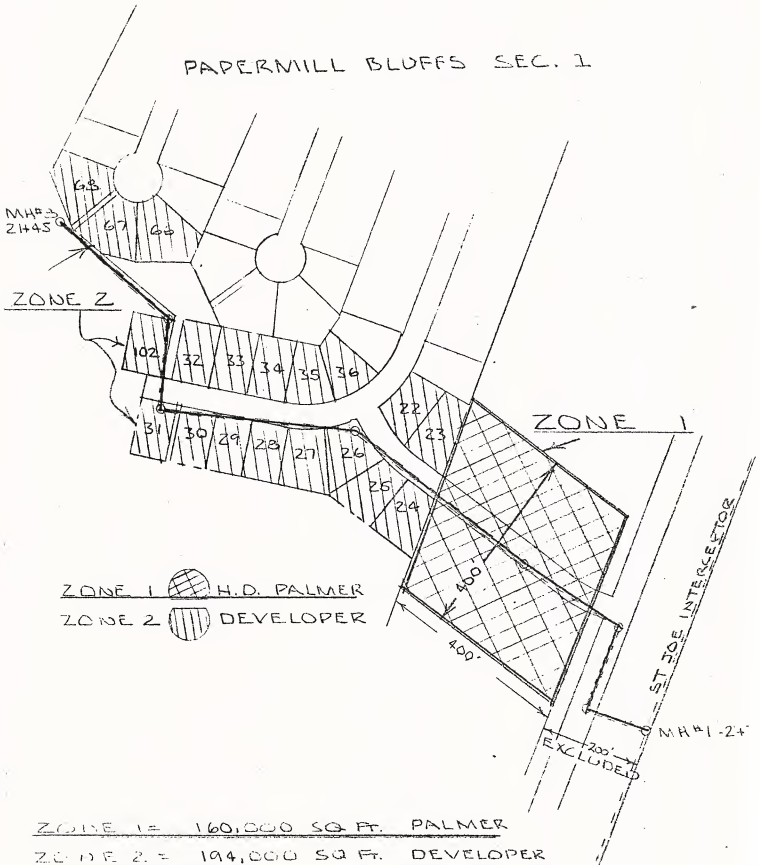 PAPERMILL BLUFFS SEC. 1
68
67
66
MH#3
21+45
ZONE 2
102
32
33
34
35
36
31
30
29
28
27
26
25
24
22
23
ZONE 1
400'
400'
ST JOE INTERCEPTOR
ZONE 1 H.D. PALMER
ZONE 2 DEVELOPER
MH#1-2+
200'
EXCLUDED
ZONE 1= 160,000 SQ FT. PALMER
ZONE 2 = 194,000 SQ FT. DEVELOPER